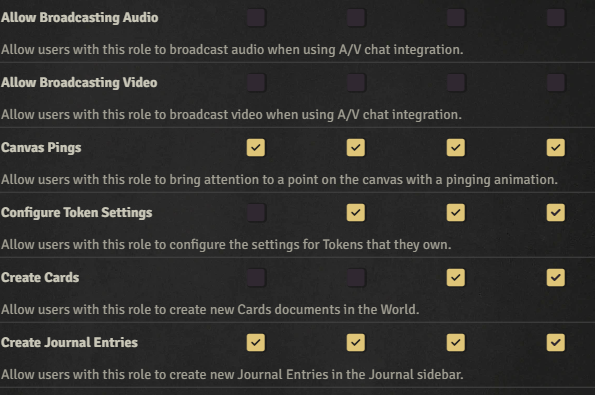 Allow Broadcasting Audio
Allow users with this role to broadcast audio when using A/V chat integration.
Allow Broadcasting Video
Allow users with this role to broadcast video when using A/V chat integration.
Canvas Pings
Allow users with this role to bring attention to a point on the canvas with a pinging animation.
Configure Token Settings
Allow users with this role to configure the settings for Tokens that they own.
Create Cards
Allow users with this role to create new Cards documents in the World.
Create Journal Entries
Allow users with this role to create new Journal Entries in the Journal sidebar.